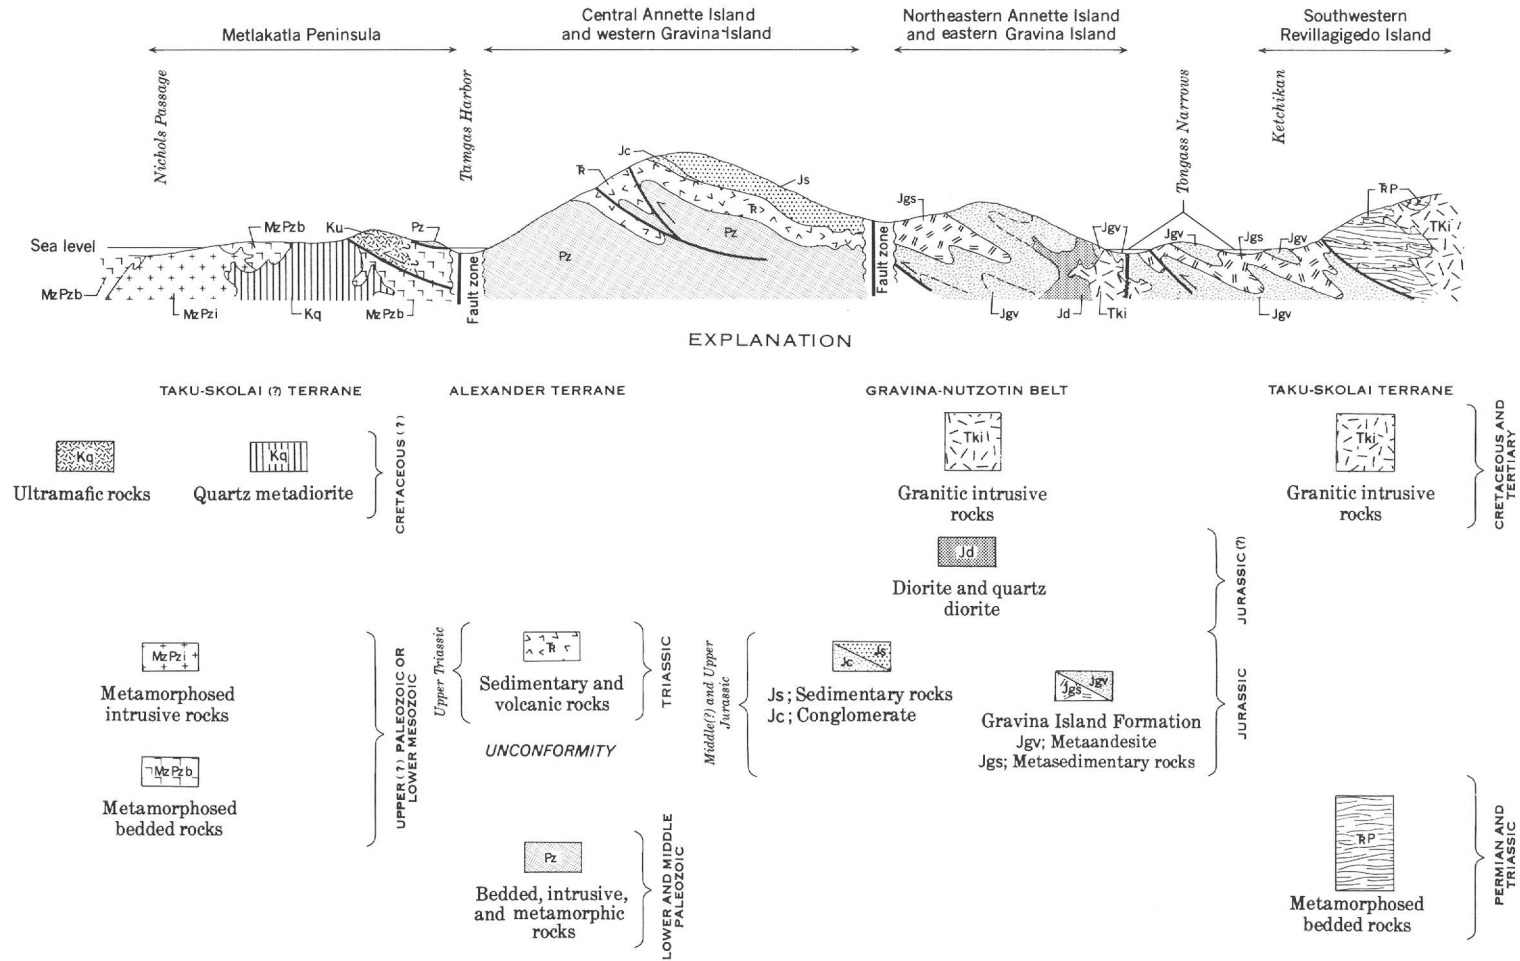 Metlakatla Peninsula
Central Annette Island
and western Gravina Island
Northeastern Annette Island
and eastern Gravina Island
Southwestern
Revillagigedo Island
Nichols Passage
Tamgas Harbor
Tongass Narrows
Ketchikan
Sea level
MzPzb
MzPzi
MzPzb
Kq
Ku
MzPzb
Pz
Fault zone
Pz
TR
Jc
Js
TR
Pz
Fault zone
Jgs
Jgv
Jd
Jgv
Tki
Jgv
Jgs
Jgv
Jgv
TRP
TKi
EXPLANATION
TAKU-SKOLAI (?) TERRANE
ALEXANDER TERRANE
GRAVINA-NUTZOTIN BELT
TAKU-SKOLAI TERRANE
Kq
Ultramafic rocks
Kq
Quartz metadiorite
CRETACEOUS (?)
MzPzi
Metamorphosed
intrusive rocks
MzPzb
Metamorphosed
bedded rocks
UPPER (?) PALEOZOIC OR
LOWER MESOZOIC
Upper Triassic
TR
Sedimentary and
volcanic rocks
TRIASSIC
UNCONFORMITY
Pz
Bedded, intrusive,
and metamorphic
rocks
LOWER AND MIDDLE
PALEOZOIC
Tki
Granitic intrusive
rocks
Jd
Diorite and quartz
diorite
JURASSIC (?)
Middle(?) and Upper
Jurassic
Jc
Js
Js; Sedimentary rocks
Jc; Conglomerate
Jgs
Jgv
Gravina Island Formation
Jgv; Metaandesite
Jgs; Metasedimentary rocks
JURASSIC
Tki
Granitic intrusive
rocks
CRETACEOUS AND
TERTIARY
TRP
Metamorphosed
bedded rocks
PERMIAN AND
TRIASSIC